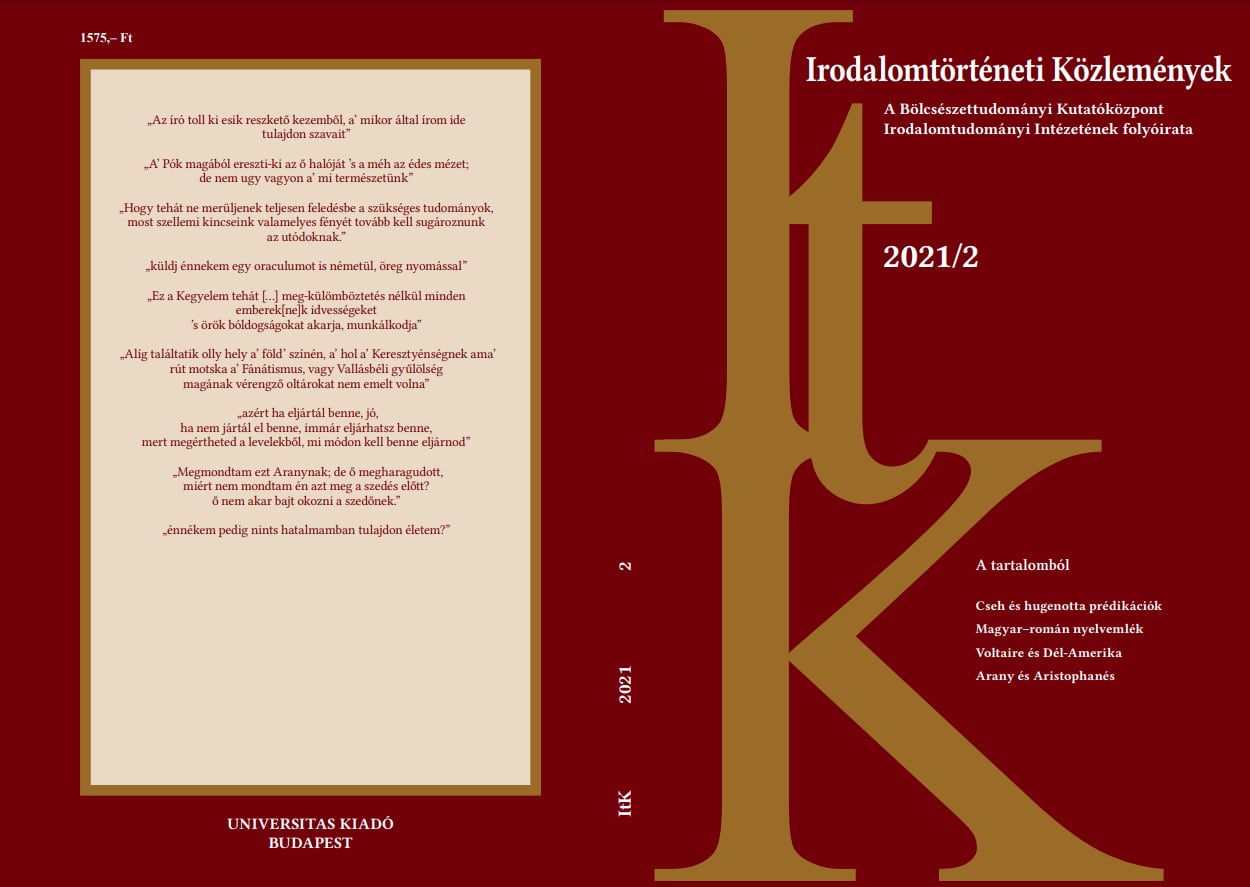 1575,– Ft
„Az író toll ki esik reszkető kezemből, a’ mikor által írom ide
tulajdon szavait”
„A’ Pók magából ereszti-ki az ő halóját ’s a méh az édes mézet;
de nem ugy vagyon a’ mi természetünk”
„Hogy tehát ne merüljenek teljesen feledésbe a szükséges tudományok,
most szellemi kincseink valamelyes fényét tovább kell sugároznunk
az utódoknak.”
„küldj énnekem egy oraculumot is németül, öreg nyomással”
„Ez a Kegyelem tehát [...] meg-külömböztetés nélkül minden
emberek[ne]k idvességeket
’s örök bóldogságokat akarja, munkálkodja”
„Alíg találtatik olly hely a’ föld’ színén, a’ hol a’ Keresztyénségnek ama’
rút motska a’ Fánátismus, vagy Vallásbéli gyűlölség
magának vérengző oltárokat nem emelt volna”
„azért ha eljártál benne, jó,
ha nem jártál el benne, immár eljárhatsz benne,
mert megértheted a levelekből, mi módon kell benne eljárnod”
„Megmondtam ezt Aranynak; de ő megharagudott,
miért nem mondtam én azt meg a szedés előtt?
ő nem akar bajt okozni a szedőnek.”
„énnékem pedig nints hatalmamban tulajdon életem?”
UNIVERSITAS KIADÓ
BUDAPEST
ItK 2021 2
ItK
Irodalomtörténeti Közlemények
A Bölcsészettudományi Kutatóközpont
Irodalomtudományi Intézetének folyóirata
2021/2
A tartalomból
Cseh és hugenotta prédikációk
Magyar–román nyelvemlék
Voltaire és Dél-Amerika
Arany és Aristophanés